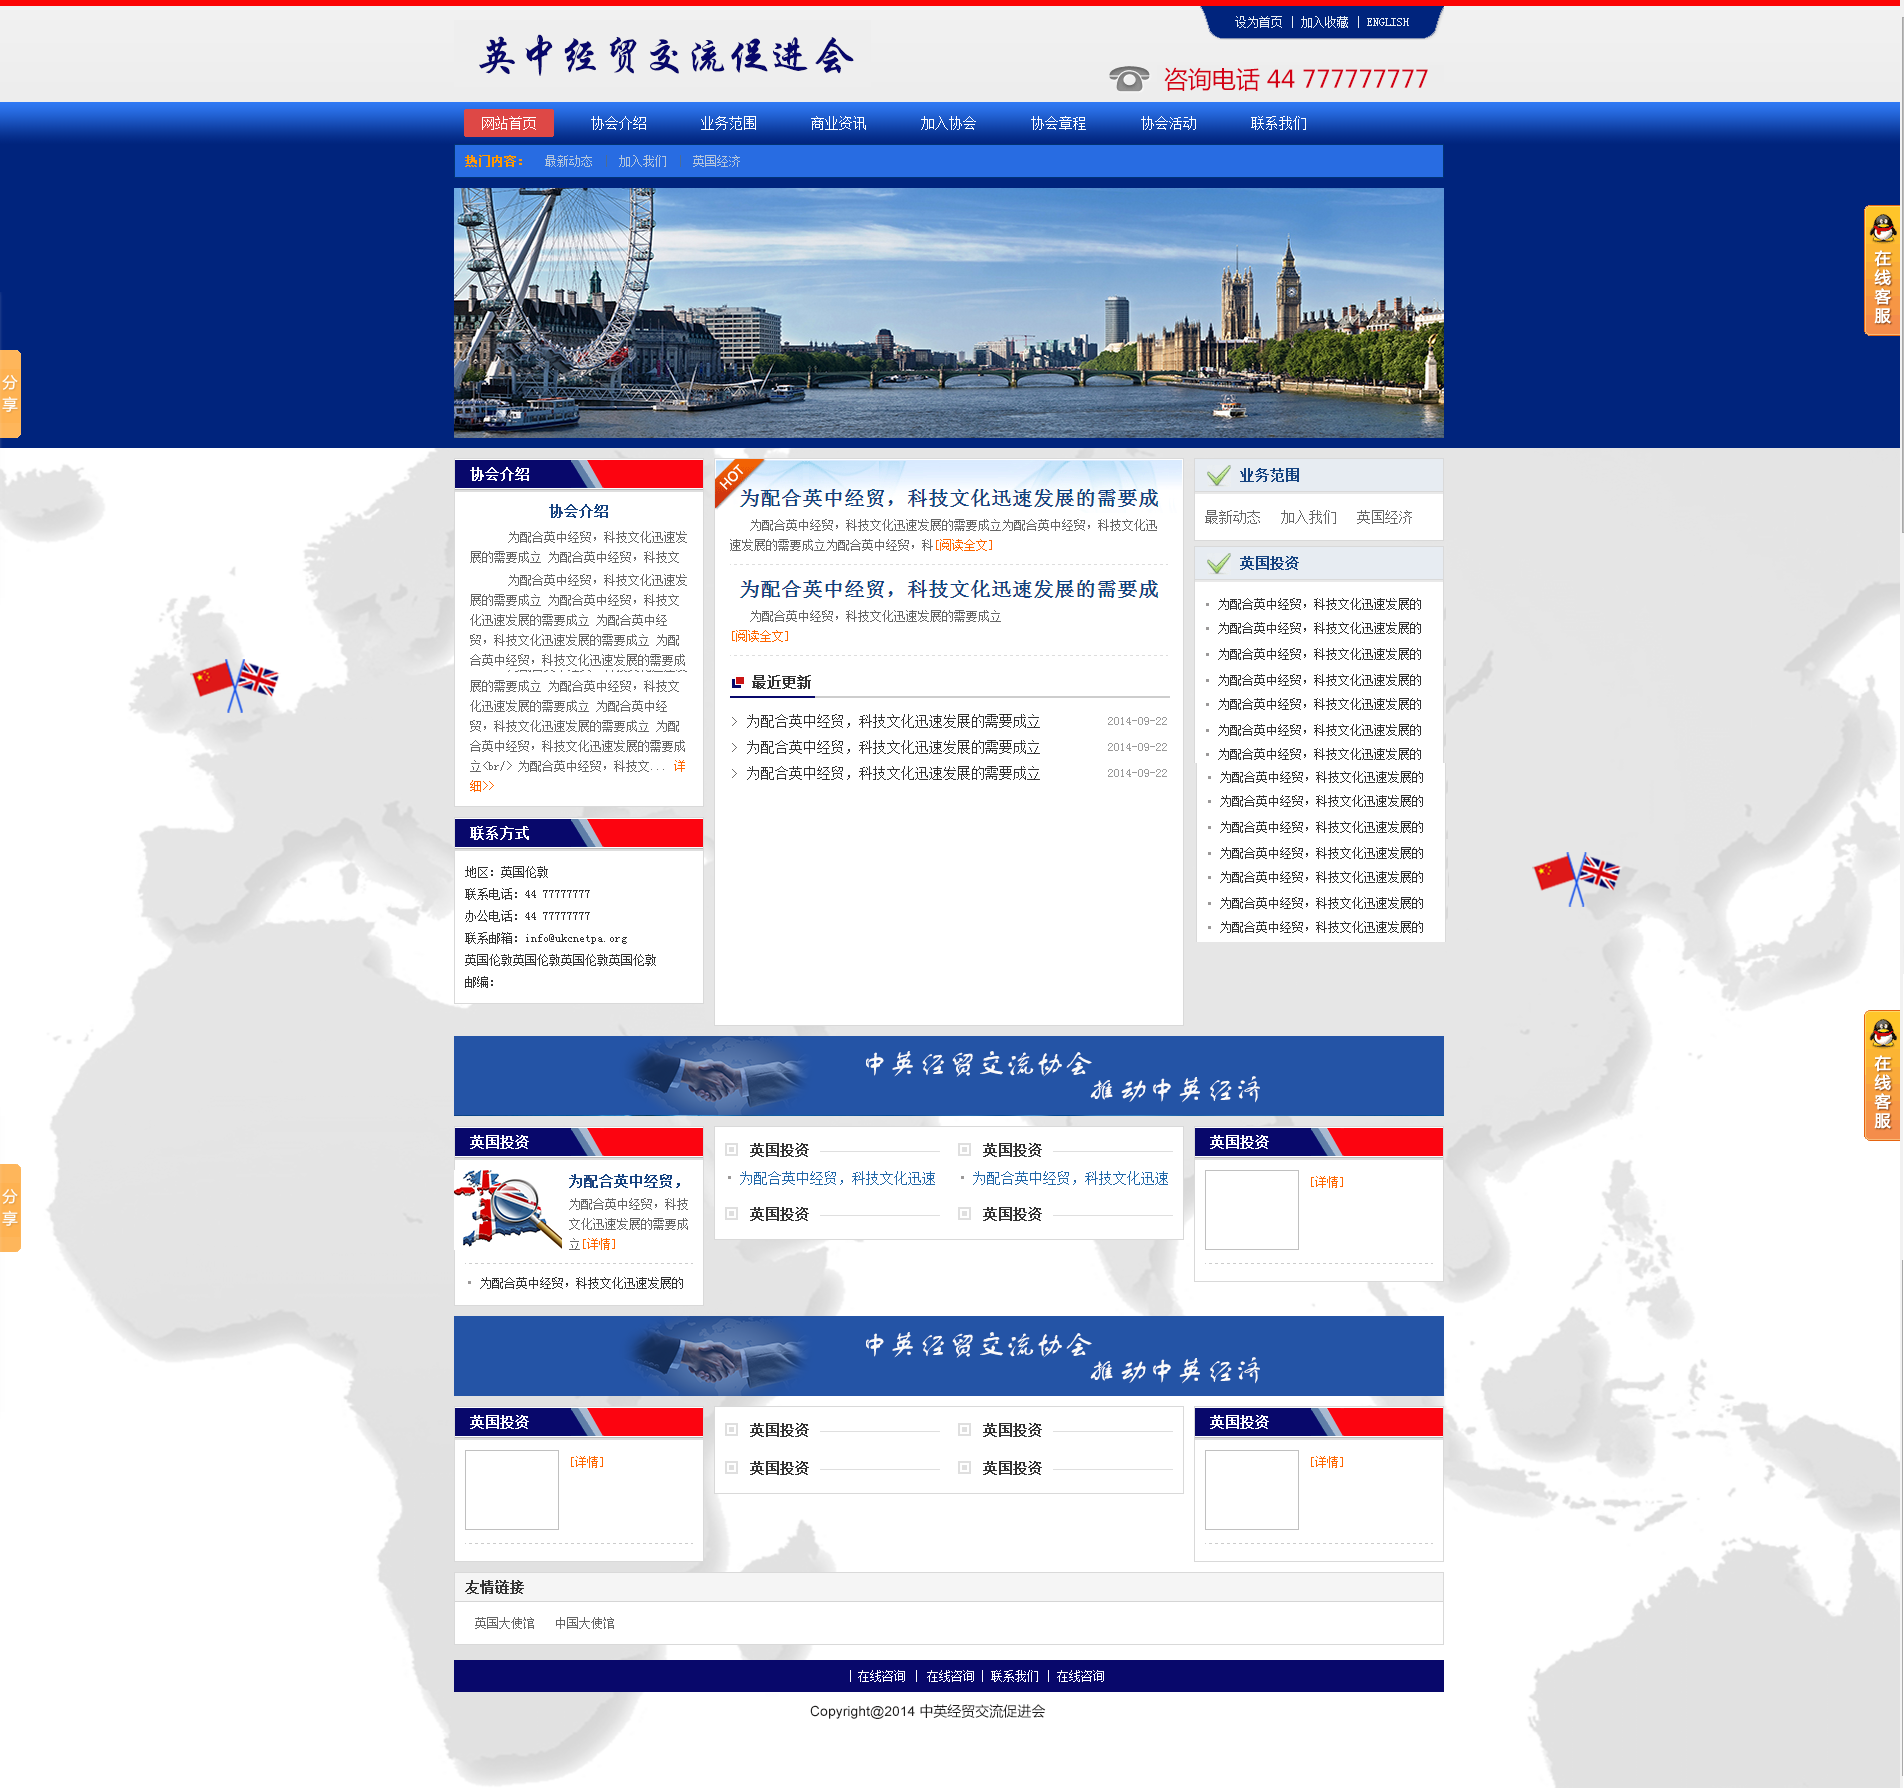 设为首页 | 加入收藏 | ENGLISH
英中经贸交流促进会
咨询电话 44 777777777
网站首页 协会介绍 业务范围 商业资讯 加入协会 协会章程 协会活动 联系我们
热门内容： 最新动态 | 加入我们 | 英国经济
在线客服
分享
协会介绍
协会介绍
为配合英中经贸，科技文化迅速发
展的需要成立 为配合英中经贸，科技文
为配合英中经贸，科技文化迅速发
展的需要成立 为配合英中经贸，科技文
化迅速发展的需要成立 为配合英中经
贸，科技文化迅速发展的需要成立 为配
合英中经贸，科技文化迅速发展的需要成
展的需要成立 为配合英中经贸，科技文
化迅速发展的需要成立 为配合英中经
贸，科技文化迅速发展的需要成立 为配
合英中经贸，科技文化迅速发展的需要成
立<br/> 为配合英中经贸，科技文... 详
细>>
联系方式
地区：英国伦敦
联系电话：44 77777777
办公电话：44 77777777
联系邮箱：info@ukcnetpa.org
英国伦敦英国伦敦英国伦敦英国伦敦
邮编：
HOT
为配合英中经贸，科技文化迅速发展的需要成
为配合英中经贸，科技文化迅速发展的需要成立为配合英中经贸，科技文化迅
速发展的需要成立为配合英中经贸，科[阅读全文]
为配合英中经贸，科技文化迅速发展的需要成
为配合英中经贸，科技文化迅速发展的需要成立
[阅读全文]
最近更新
为配合英中经贸，科技文化迅速发展的需要成立 2014-09-22
为配合英中经贸，科技文化迅速发展的需要成立 2014-09-22
为配合英中经贸，科技文化迅速发展的需要成立 2014-09-22
业务范围
最新动态 加入我们 英国经济
英国投资
为配合英中经贸，科技文化迅速发展的
为配合英中经贸，科技文化迅速发展的
为配合英中经贸，科技文化迅速发展的
为配合英中经贸，科技文化迅速发展的
为配合英中经贸，科技文化迅速发展的
为配合英中经贸，科技文化迅速发展的
为配合英中经贸，科技文化迅速发展的
为配合英中经贸，科技文化迅速发展的
为配合英中经贸，科技文化迅速发展的
为配合英中经贸，科技文化迅速发展的
为配合英中经贸，科技文化迅速发展的
为配合英中经贸，科技文化迅速发展的
为配合英中经贸，科技文化迅速发展的
为配合英中经贸，科技文化迅速发展的
在线客服
中英经贸交流协会
推动中英经济
分享
英国投资
为配合英中经贸，
为配合英中经贸，科技
文化迅速发展的需要成
立[详情]
为配合英中经贸，科技文化迅速发展的
英国投资 英国投资
为配合英中经贸，科技文化迅速 为配合英中经贸，科技文化迅速
英国投资 英国投资
英国投资
[详情]
中英经贸交流协会
推动中英经济
英国投资
[详情]
英国投资 英国投资
英国投资 英国投资
英国投资
[详情]
友情链接
英国大使馆 中国大使馆
| 在线咨询 | 在线咨询 | 联系我们 | 在线咨询
Copyright@2014 中英经贸交流促进会